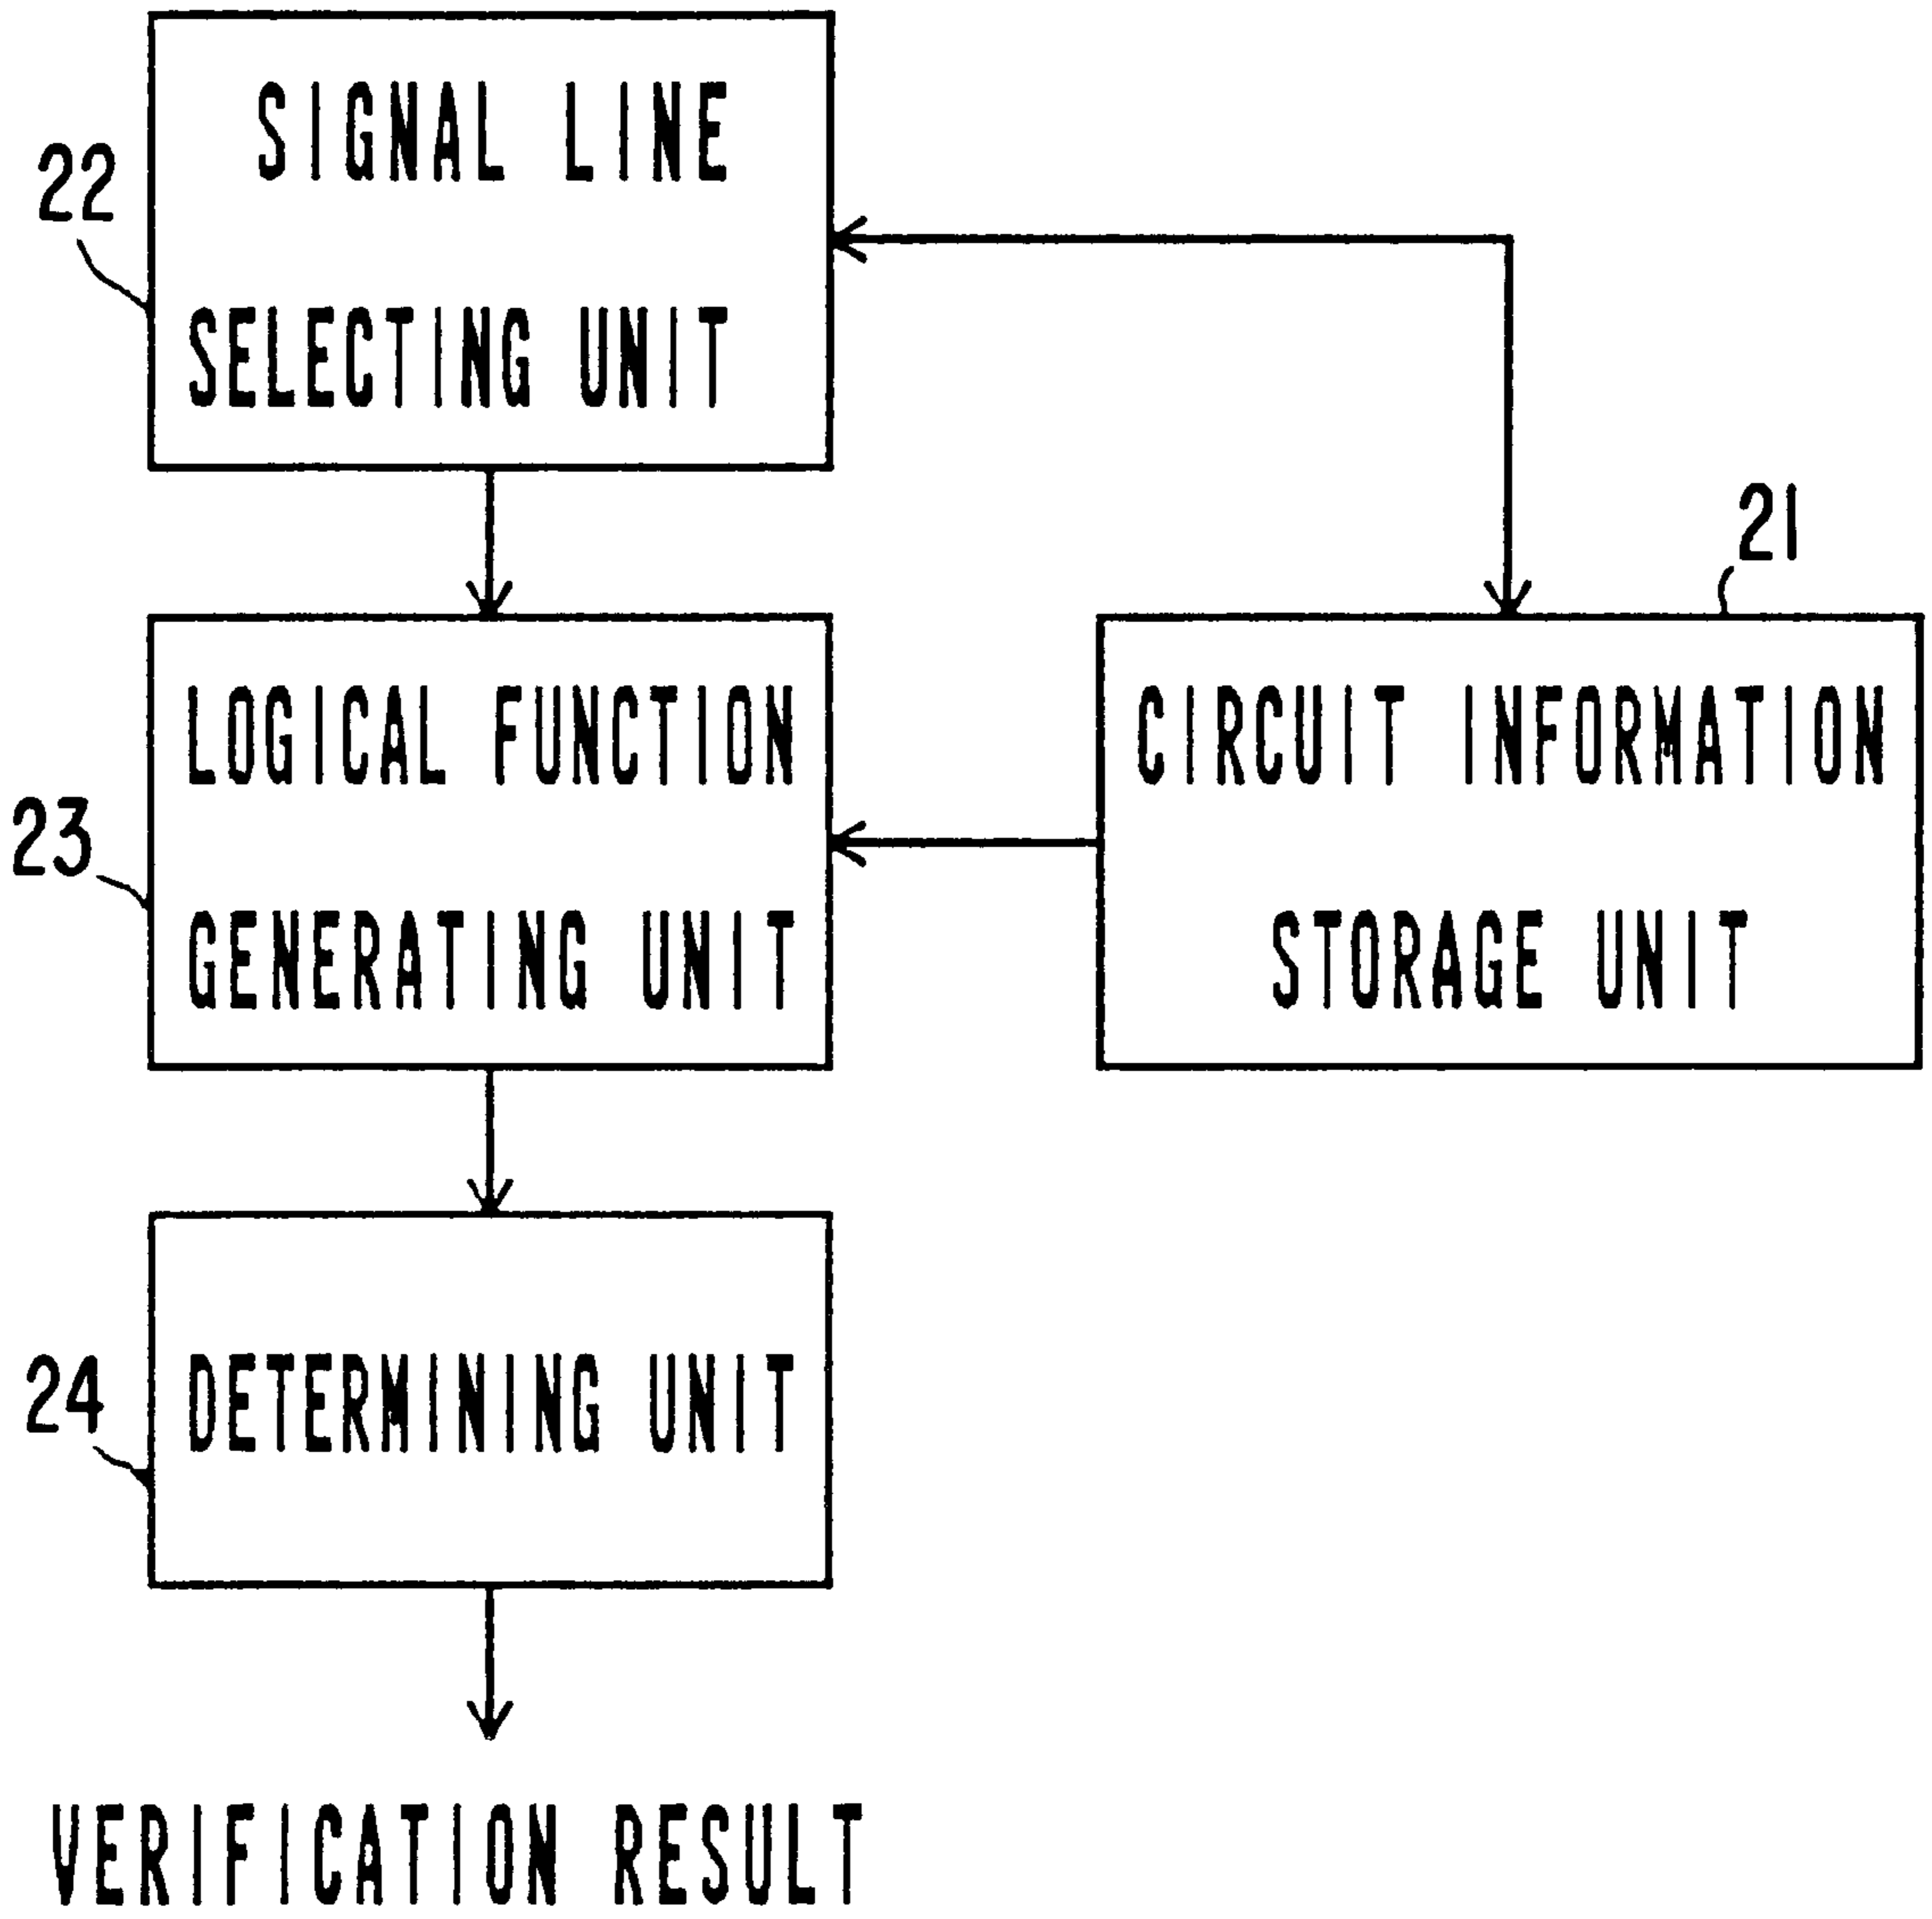 SIGNAL LINE
SELECTING UNIT
22
21
LOGICAL FUNCTION
GENERATING UNIT
23
CIRCUIT INFORMATION
STORAGE UNIT
DETERMINING UNIT
24
VERIFICATION RESULT